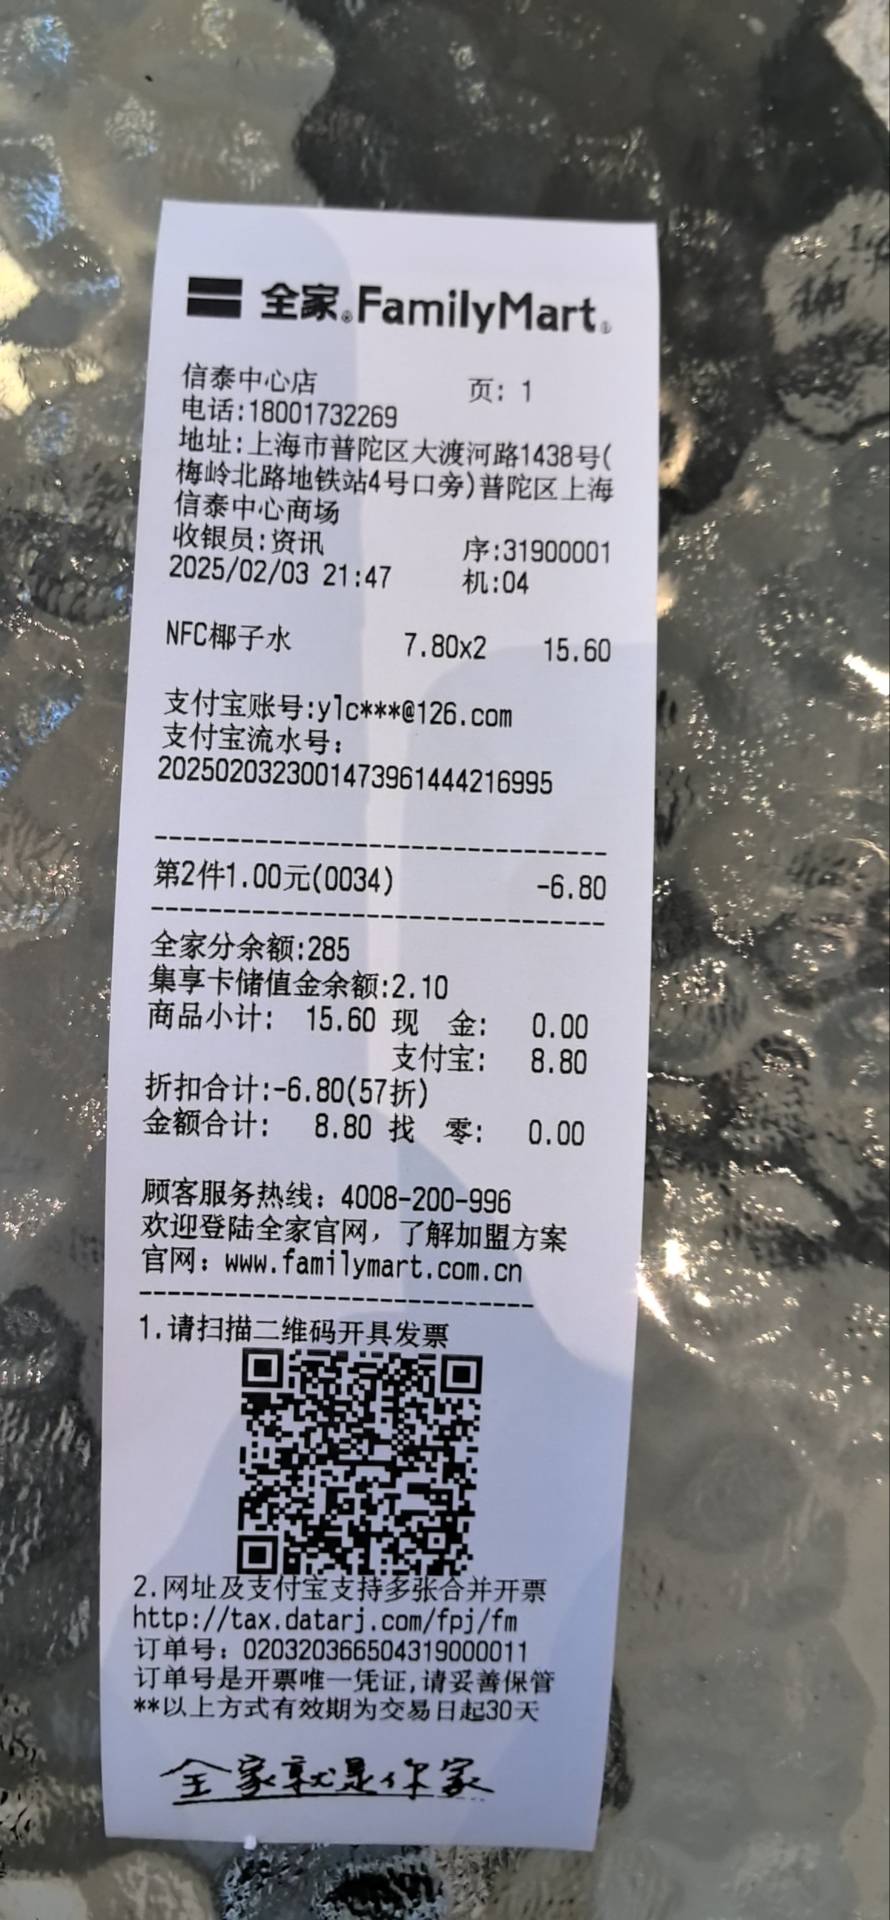 全家®FamilyMart®
信泰中心店 页: 1
电话:18001732269
地址:上海市普陀区大渡河路1438号(
梅岭北路地铁站4号口旁)普陀区上海
信泰中心商场
收银员:资讯 序:31900001
2025/02/03 21:47 机:04
NFC椰子水 7.80x2 15.60
支付宝账号:ylc***@126.com
支付宝流水号:
2025020323001473961444216995
第2件1.00元(0034) -6.80
全家分余额:285
集享卡储值金余额:2.10
商品小计: 15.60 现 金: 0.00
支付宝: 8.80
折扣合计:-6.80(57折)
金额合计: 8.80 找 零: 0.00
顾客服务热线: 4008-200-996
欢迎登陆全家官网, 了解加盟方案
官网: www.familymart.com.cn
1.请扫描二维码开具发票
2.网址及支付宝支持多张合并开票
http://tax.datarj.com/fpj/fm
订单号: 0203203665043190000​11
订单号是开票唯一凭证,请妥善保管
**以上方式有效期为交易日起30天
全家就是你家